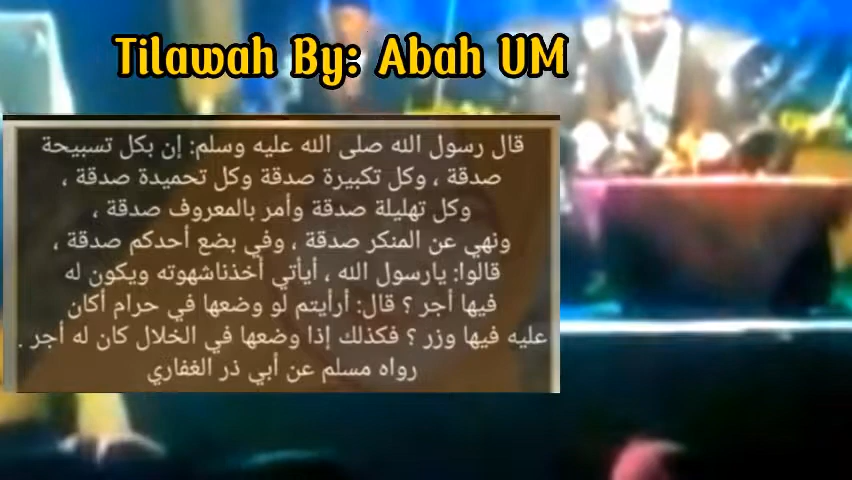 Tilawah By: Abah UM
قال رسول الله صلى الله عليه وسلم: إن بكل تسبيحة
صدقة ، وكل تكبيرة صدقة وكل تحميدة صدقة ،
وكل تهليلة صدقة وأمر بالمعروف صدقة ،
ونهي عن المنكر صدقة ، وفي بضع أحدكم صدقة ،
قالوا: يارسول الله ، أيأتي أخذناشهوته ويكون له
فيها أجر ؟ قال: أرأيتم لو وضعها في حرام أكان
عليه فيها وزر ؟ فكذلك إذا وضعها في الخلال كان له أجر .
رواه مسلم عن أبي ذر الغفاري